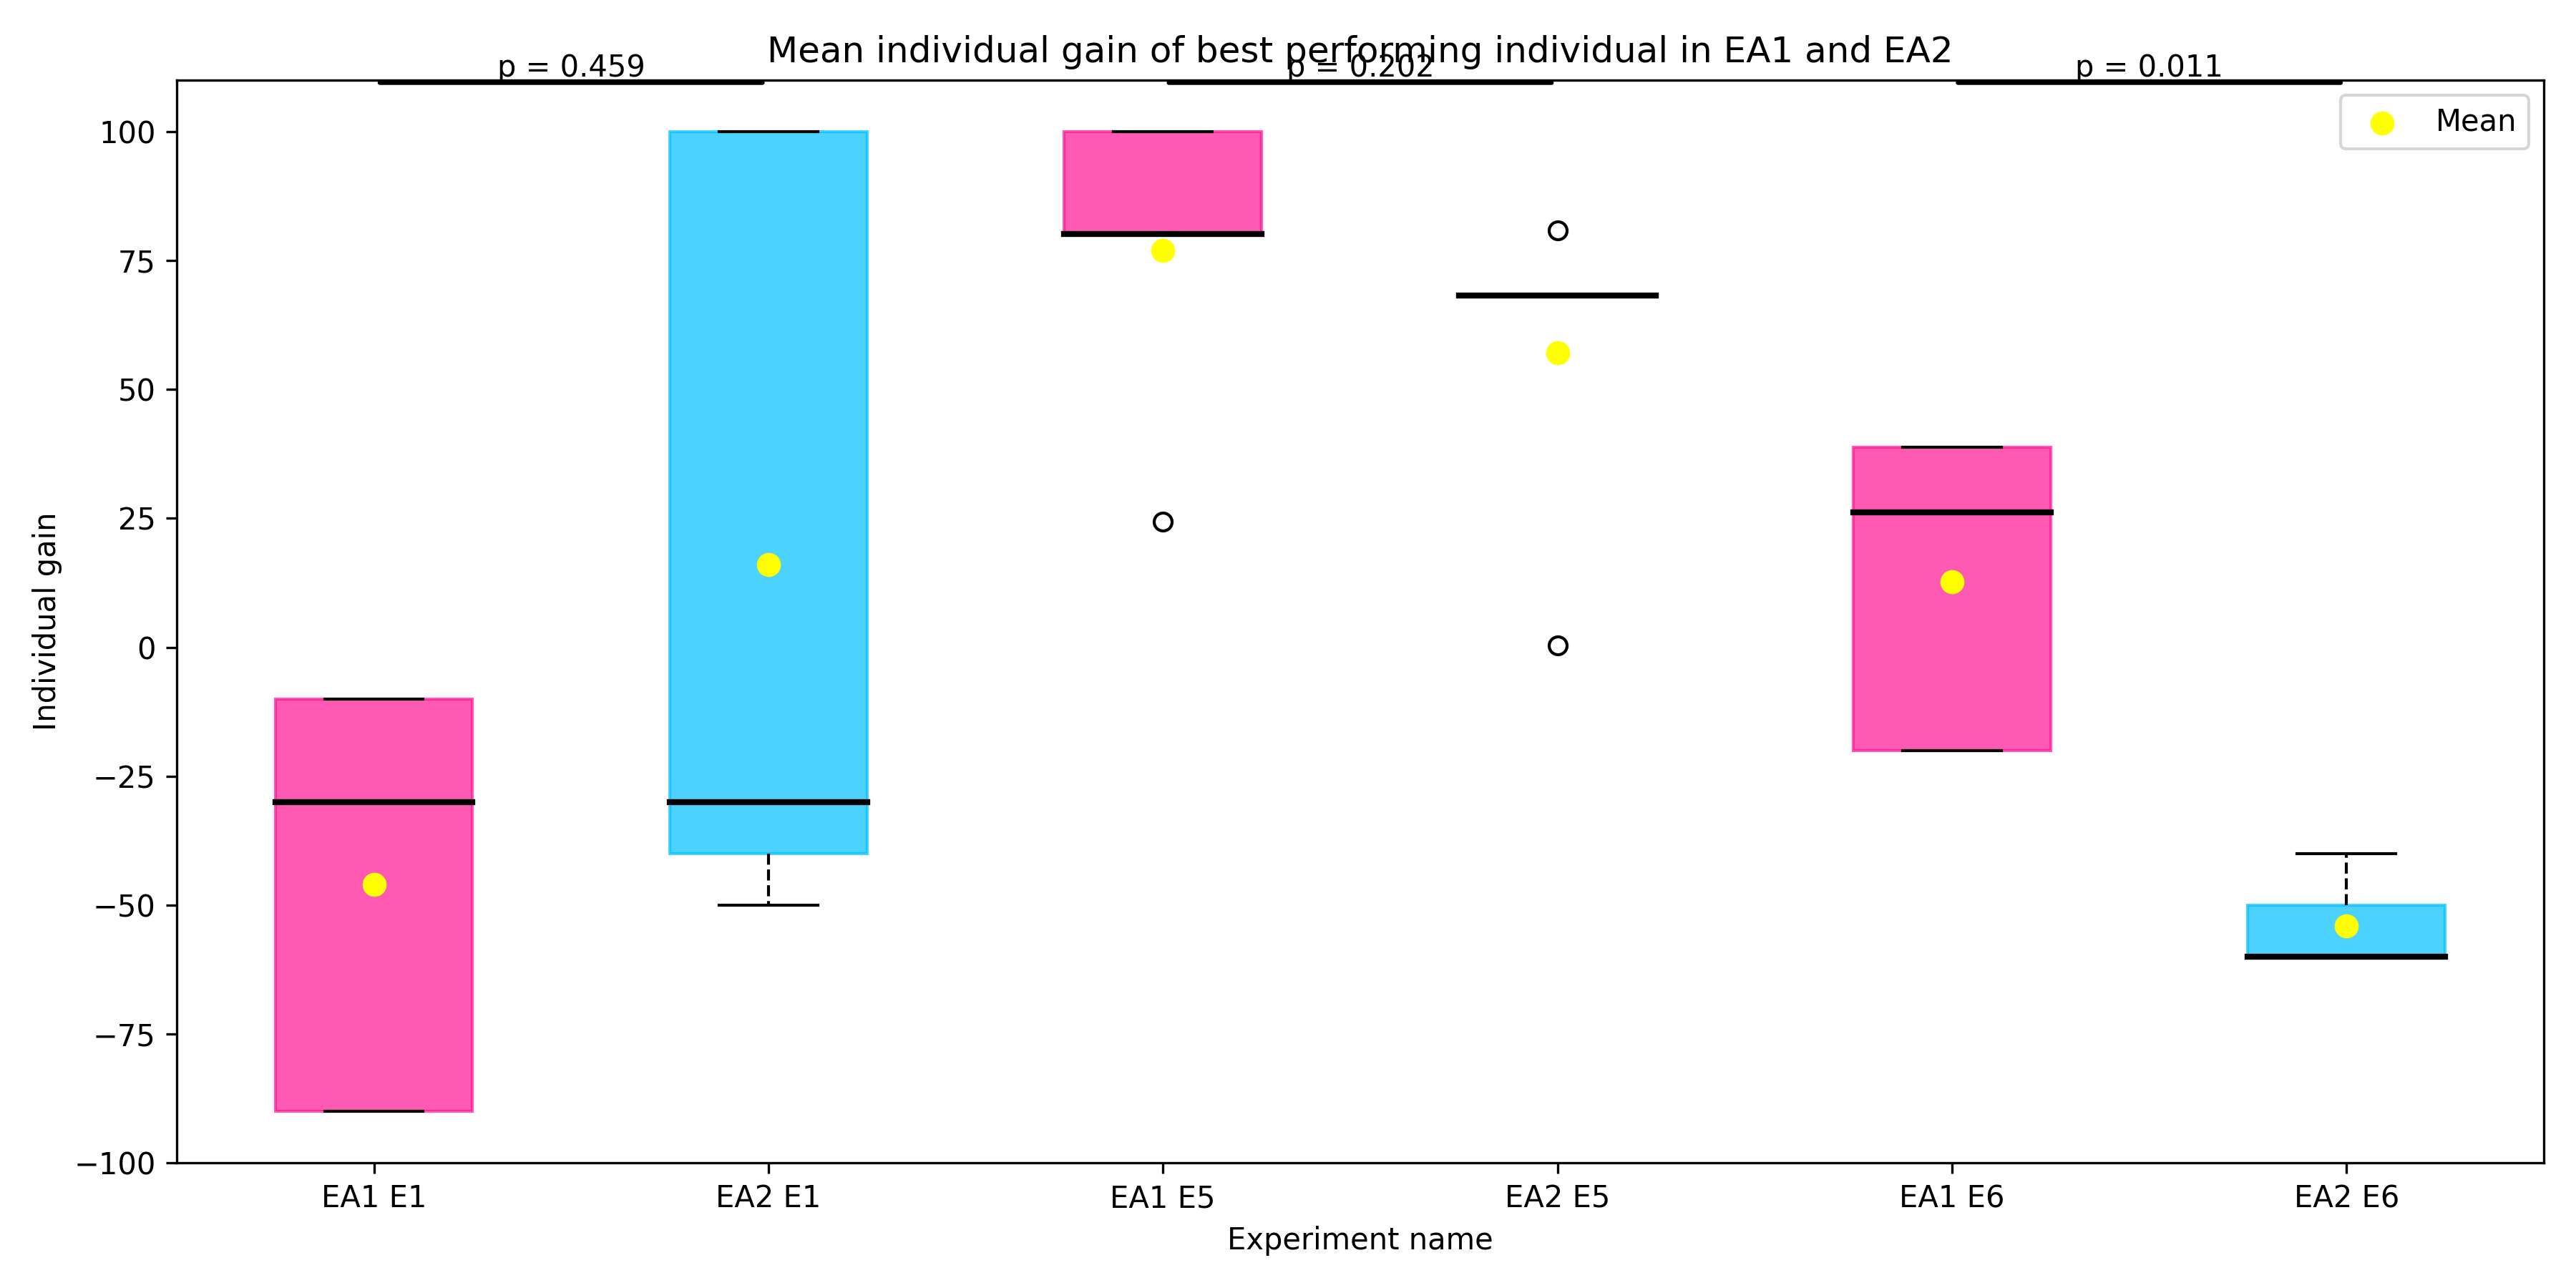 Mean individual gain of best performing individual in EA1 and EA2
p = 0.459
p = 0.202
p = 0.011
Mean
100
75
50
25
0
−25
−50
−75
−100
Individual gain
EA1 E1
EA2 E1
EA1 E5
EA2 E5
EA1 E6
EA2 E6
Experiment name